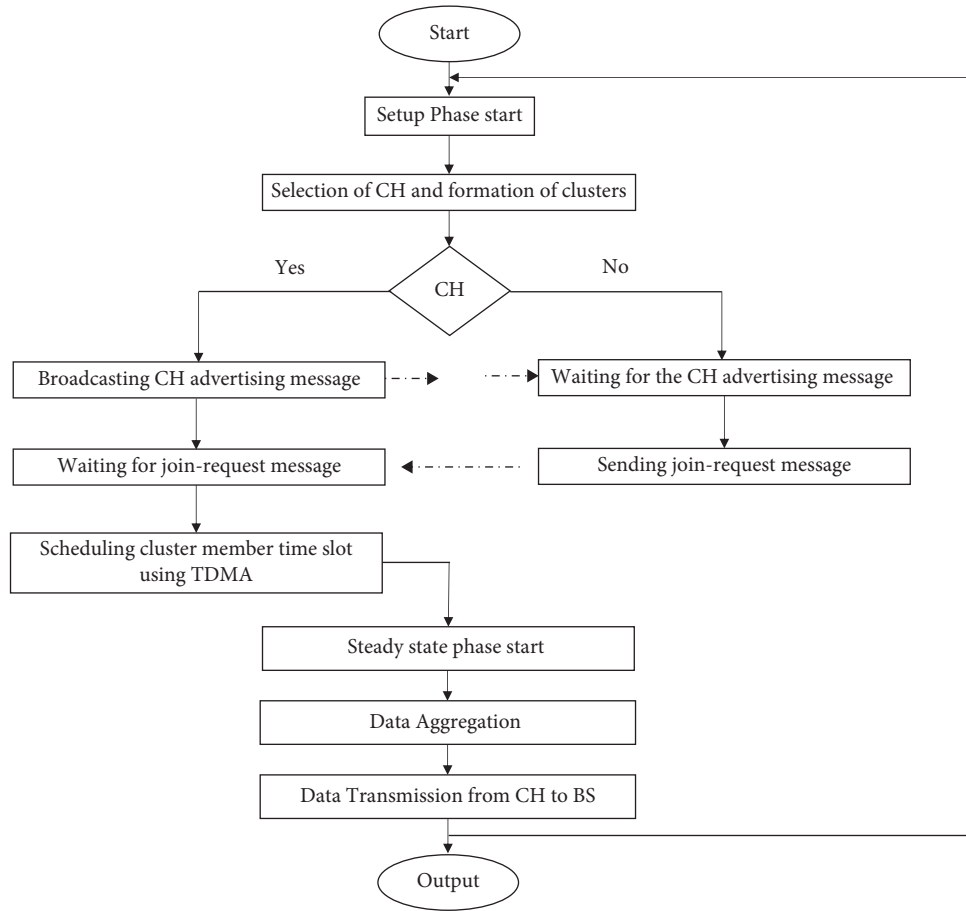 Start
Setup Phase start
Selection of CH and formation of clusters
Yes
No
CH
Broadcasting CH advertising message
Waiting for the CH advertising message
Waiting for join-request message
Sending join-request message
Scheduling cluster member time slot
using TDMA
Steady state phase start
Data Aggregation
Data Transmission from CH to BS
Output